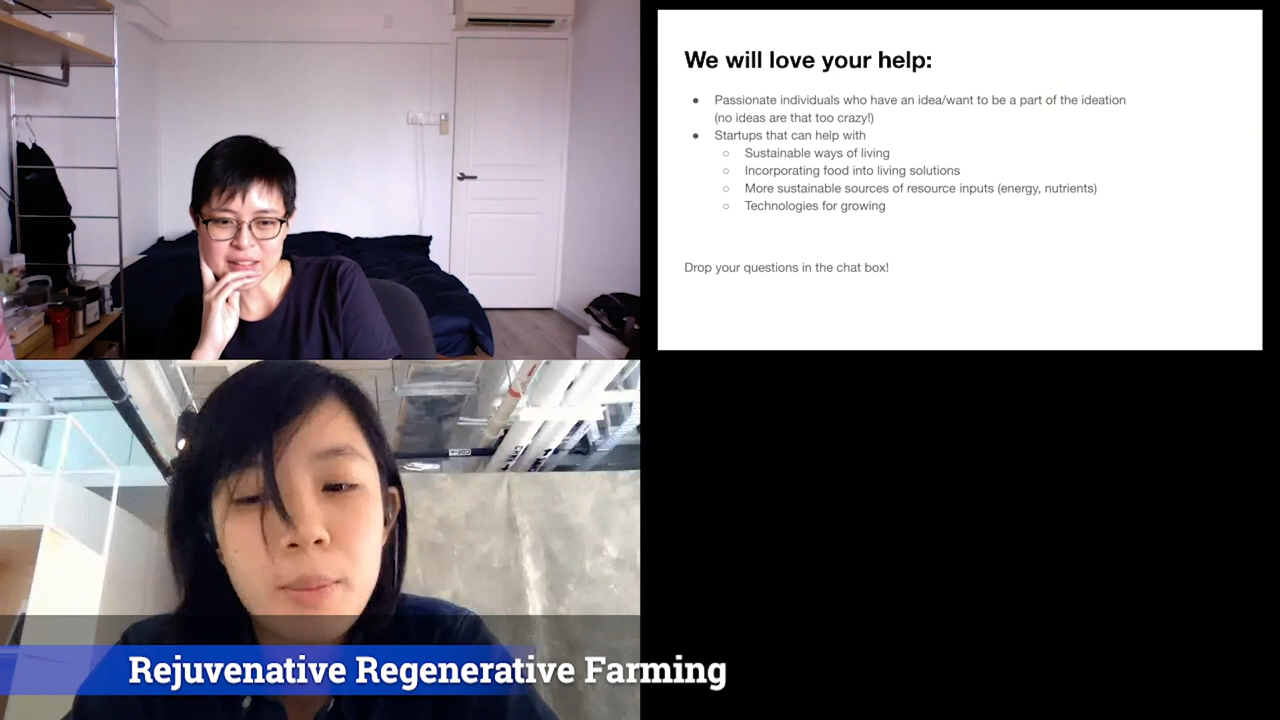 We will love your help:
● Passionate individuals who have an idea/want to be a part of the ideation
(no ideas are that too crazy!)
● Startups that can help with
○ Sustainable ways of living
○ Incorporating food into living solutions
○ More sustainable sources of resource inputs (energy, nutrients)
○ Technologies for growing
Drop your questions in the chat box!
Rejuvenative Regenerative Farming